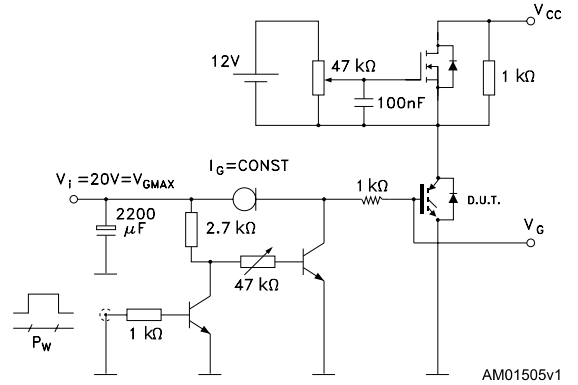 V_CC
12V
47 kΩ
100nF
1 kΩ
I_G=CONST
V_i =20V=V_GMAX
1 kΩ
D.U.T.
2200
µF
2.7 kΩ
V_G
47 kΩ
1 kΩ
P_W
AM01505v1